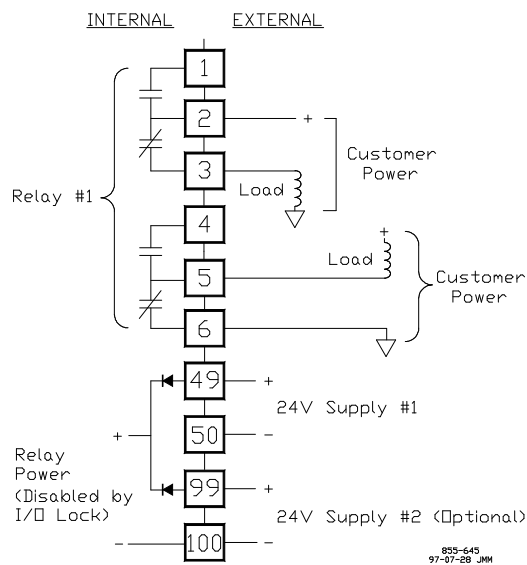 INTERNAL EXTERNAL
1
2 +
3
Customer
Power
Load
Relay #1
4
+
Load
5
Customer
Power
6
49 +
24V Supply #1
+
50 -
Relay
Power
(Disabled by
I/O Lock)
99 +
24V Supply #2 (Optional)
- 100 -
855-645
97-07-28 JMM